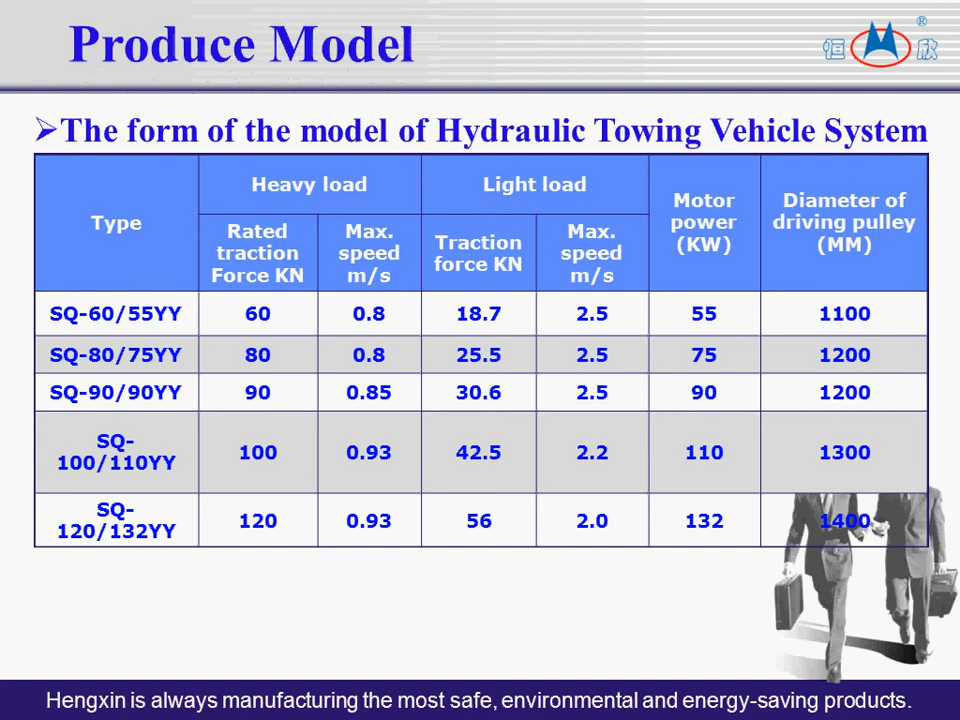 Produce Model
恒 欣 ®
➢The form of the model of Hydraulic Towing Vehicle System
Type
Heavy load
Light load
Motor
power
(KW)
Diameter of
driving pulley
(MM)
Rated
traction
Force KN
Max.
speed
m/s
Traction
force KN
Max.
speed
m/s
SQ-60/55YY 60 0.8 18.7 2.5 55 1100
SQ-80/75YY 80 0.8 25.5 2.5 75 1200
SQ-90/90YY 90 0.85 30.6 2.5 90 1200
SQ-
100/110YY 100 0.93 42.5 2.2 110 1300
SQ-
120/132YY 120 0.93 56 2.0 132 1400
Hengxin is always manufacturing the most safe, environmental and energy-saving products.